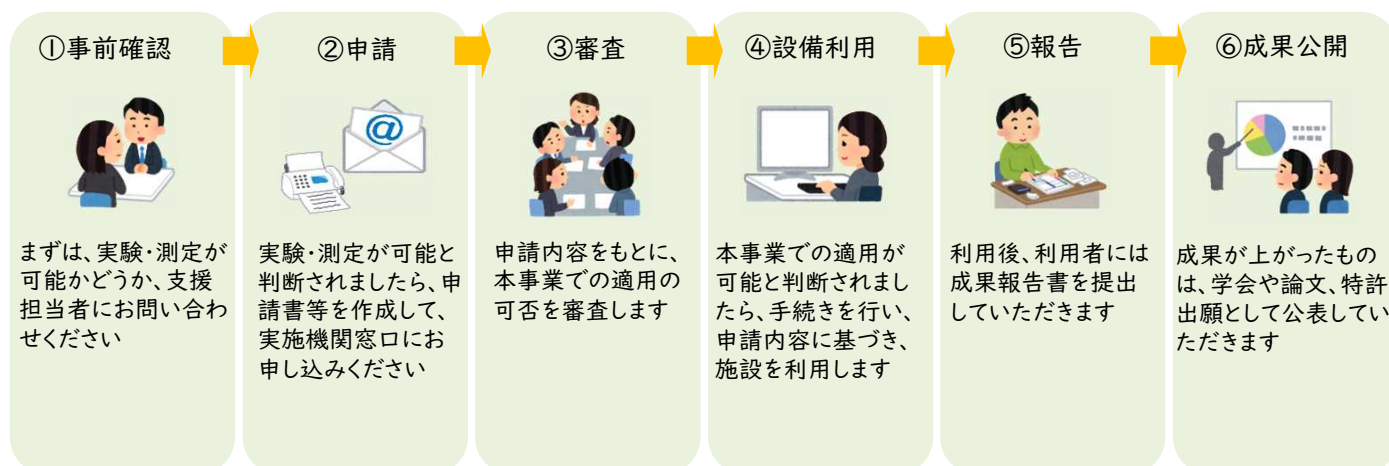 ①事前確認
まずは、実験・測定が
可能かどうか、支援
担当者にお問い合わ
せください
②申請
@
実験・測定が可能と
判断されましたら、申
請書等を作成して、
実施機関窓口にお
申し込みください
③審査
申請内容をもとに、
本事業での適用の
可否を審査します
④設備利用
本事業での適用が
可能と判断されまし
たら、手続きを行い、
申請内容に基づき、
施設を利用します
⑤報告
利用後、利用者には
成果報告書を提出
していただきます
⑥成果公開
成果が上がったもの
は、学会や論文、特許
出願として公表してい
ただきます